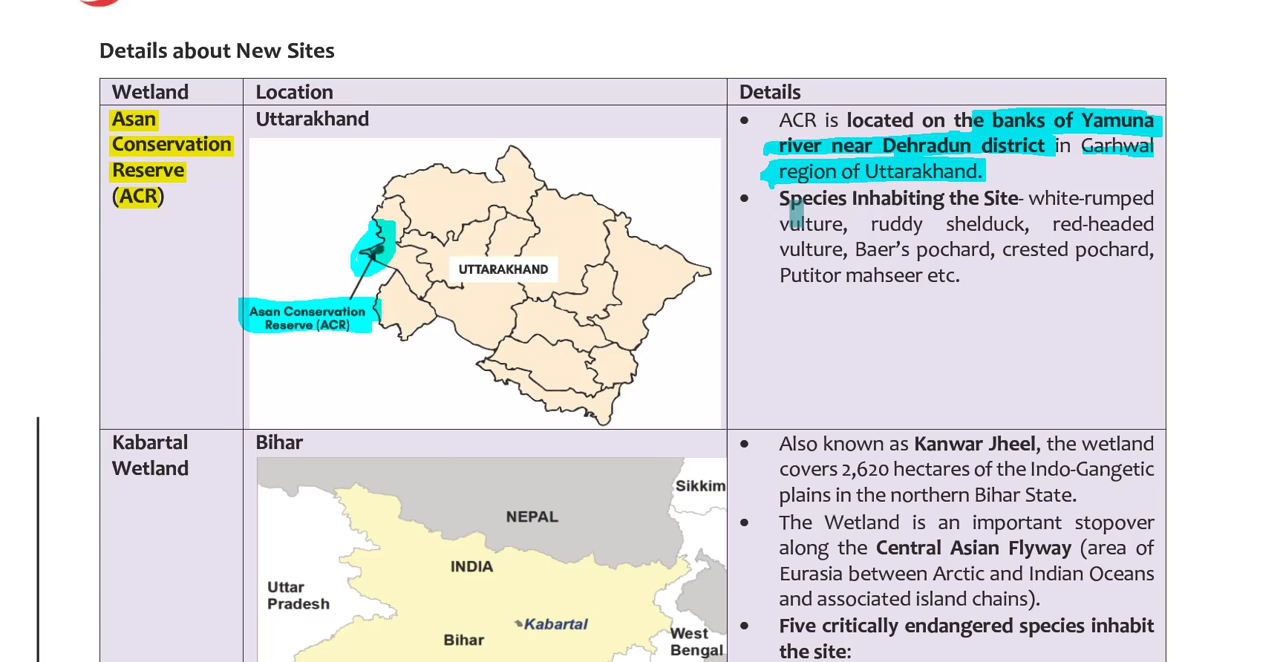 Details about New Sites
Wetland
Location
Details
Asan
Conservation
Reserve
(ACR)
Uttarakhand
UTTARAKHAND
Asan Conservation
Reserve (ACR)
• ACR is located on the banks of Yamuna
river near Dehradun district in Garhwal
region of Uttarakhand.
• Species Inhabiting the Site- white-rumped
vulture, ruddy shelduck, red-headed
vulture, Baer's pochard, crested pochard,
Putitor mahseer etc.
Kabartal
Wetland
Bihar
Sikkim
NEPAL
INDIA
Uttar
Pradesh
Kabartal
Bihar
West
Bengal
• Also known as Kanwar Jheel, the wetland
covers 2,620 hectares of the Indo-Gangetic
plains in the northern Bihar State.
• The Wetland is an important stopover
along the Central Asian Flyway (area of
Eurasia between Arctic and Indian Oceans
and associated island chains).
• Five critically endangered species inhabit
the site: